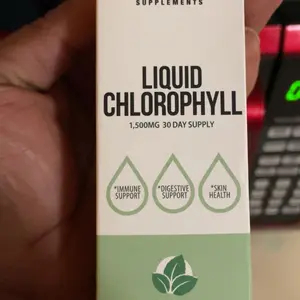 SUPPLEMENTS
LIQUID
CHLOROPHYLL
1,500MG 30 DAY SUPPLY
*IMMUNE
SUPPORT
*DIGESTIVE
SUPPORT
*SKIN
HEALTH